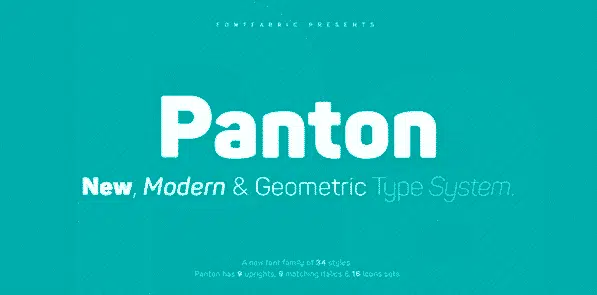 FONTFABRIC PRESENTS
Panton
New, Modern & Geometric Type System.
A new font family of 34 styles
Panton has 9 uprights, 9 matching italics & 16 icons sets.